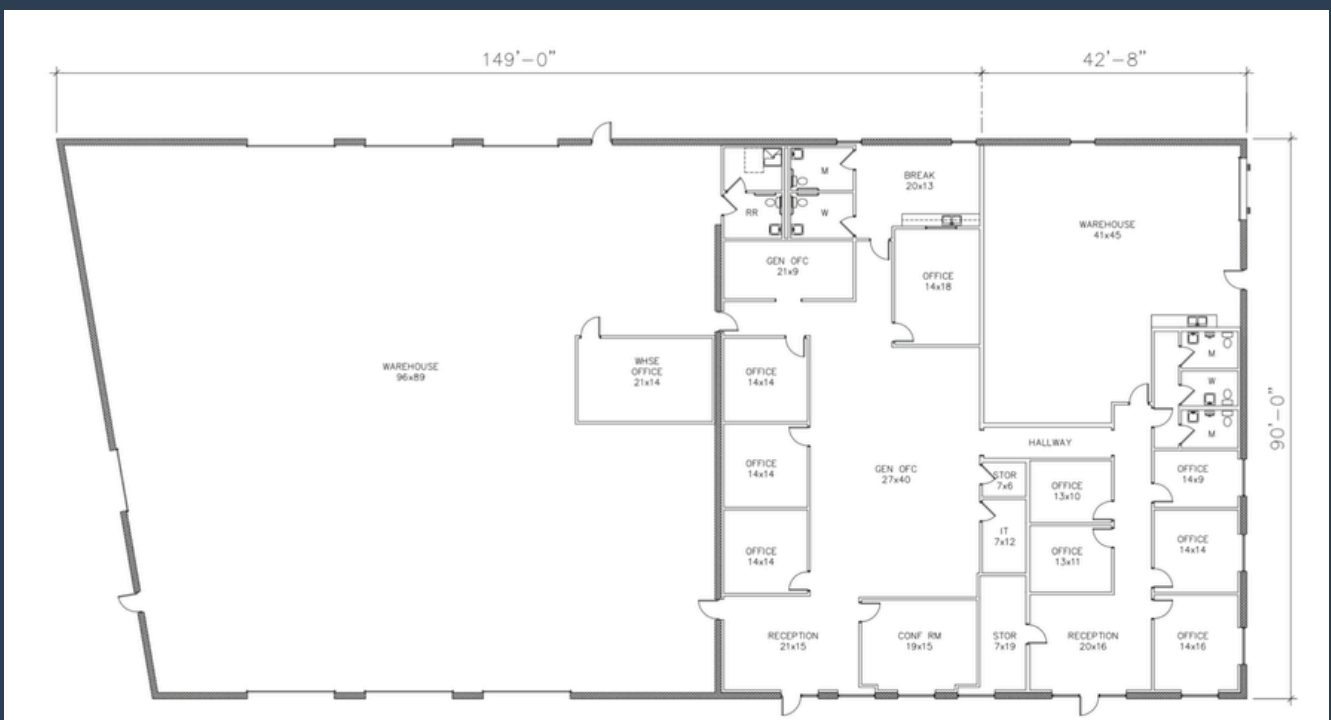 149'-0"
42'-8"
90'-0"
M
BREAK
20x13
RR
W
WAREHOUSE
41x45
GEN OFC
21x9
OFFICE
14x18
WAREHOUSE
96x89
WHSE
OFFICE
21x14
OFFICE
14x14
M
W
M
HALLWAY
OFFICE
14x14
GEN OFC
27x40
STOR
7x6
OFFICE
13x10
OFFICE
14x9
IT
7x12
OFFICE
14x14
OFFICE
13x11
OFFICE
14x14
RECEPTION
21x15
CONF RM
19x15
STOR
7x19
RECEPTION
20x16
OFFICE
14x16